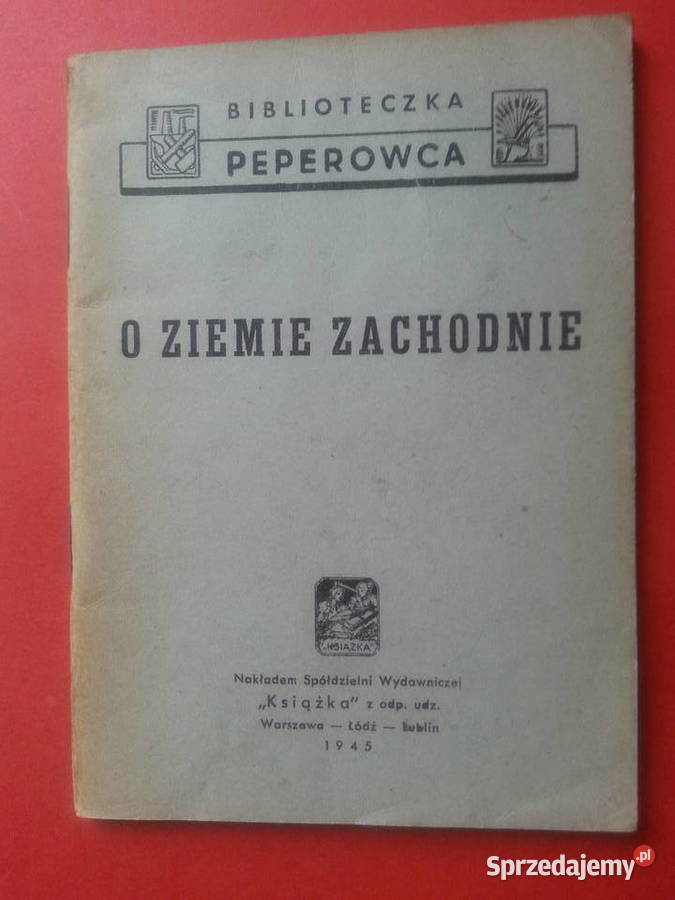 BIBLIOTECZKA
PEPEROWCA
O ZIEMIE ZACHODNIE
„KSIĄŻKA"
Nakładem Spółdzielni Wydawniczej
„Książka" z odp. udz.
Warszawa — Łódź — Lublin
1945
Sprzedajemy.pl